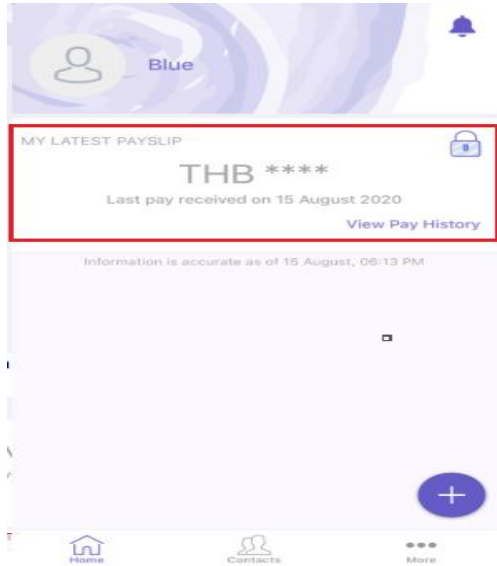 Blue
MY LATEST PAYSLIP
THB ****
Last pay received on 15 August 2020
View Pay History
Information is accurate as of 15 August, 06:13 PM
+
Home
Contacts
More